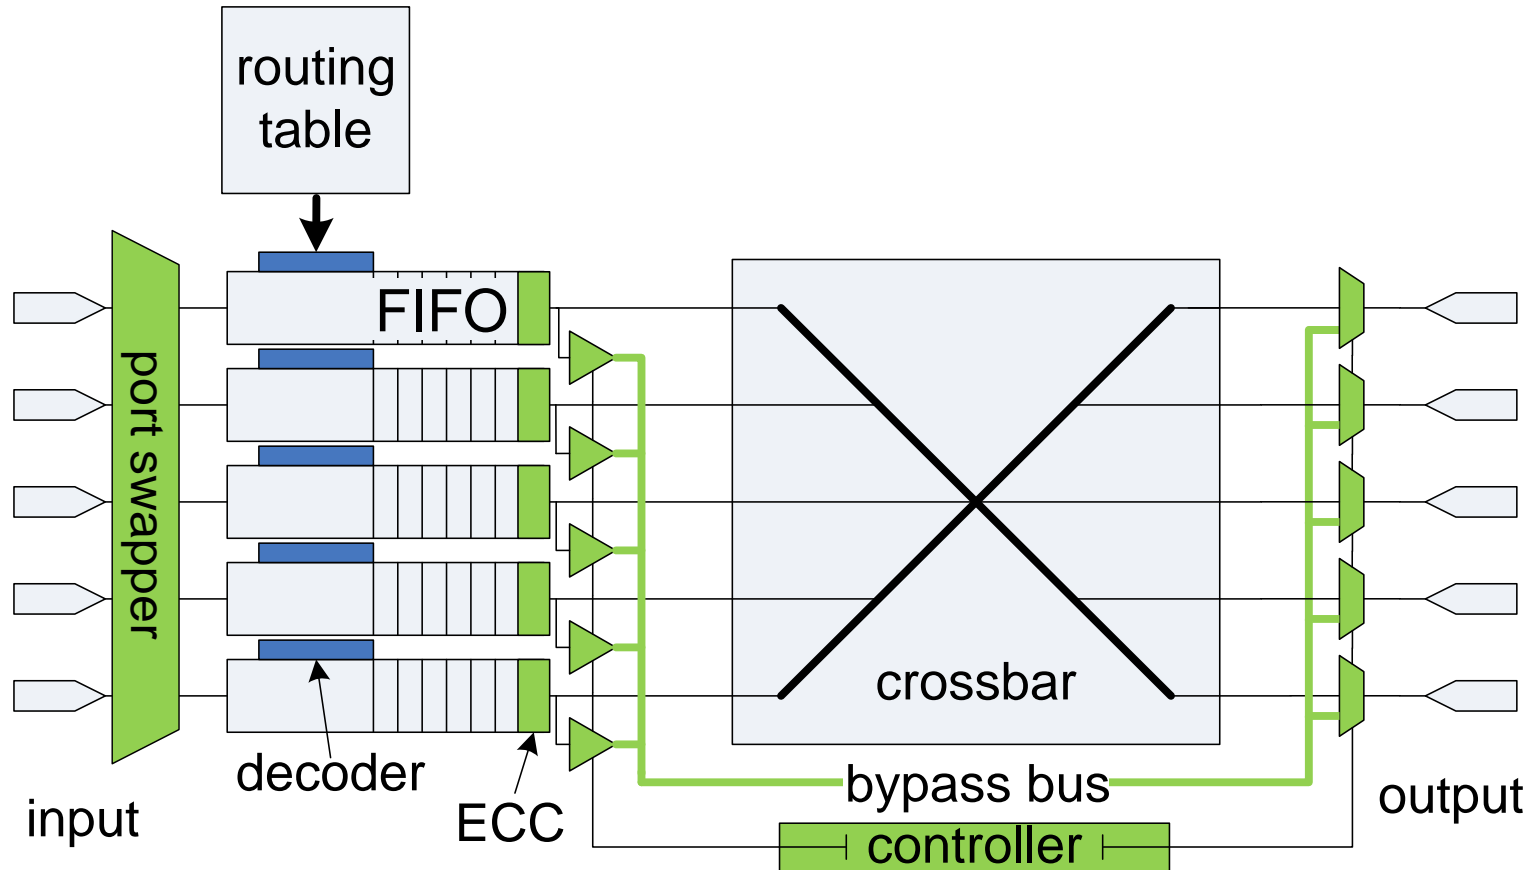 routing
table
FIFO
port swapper
crossbar
decoder
ECC
bypass bus
input
output
controller